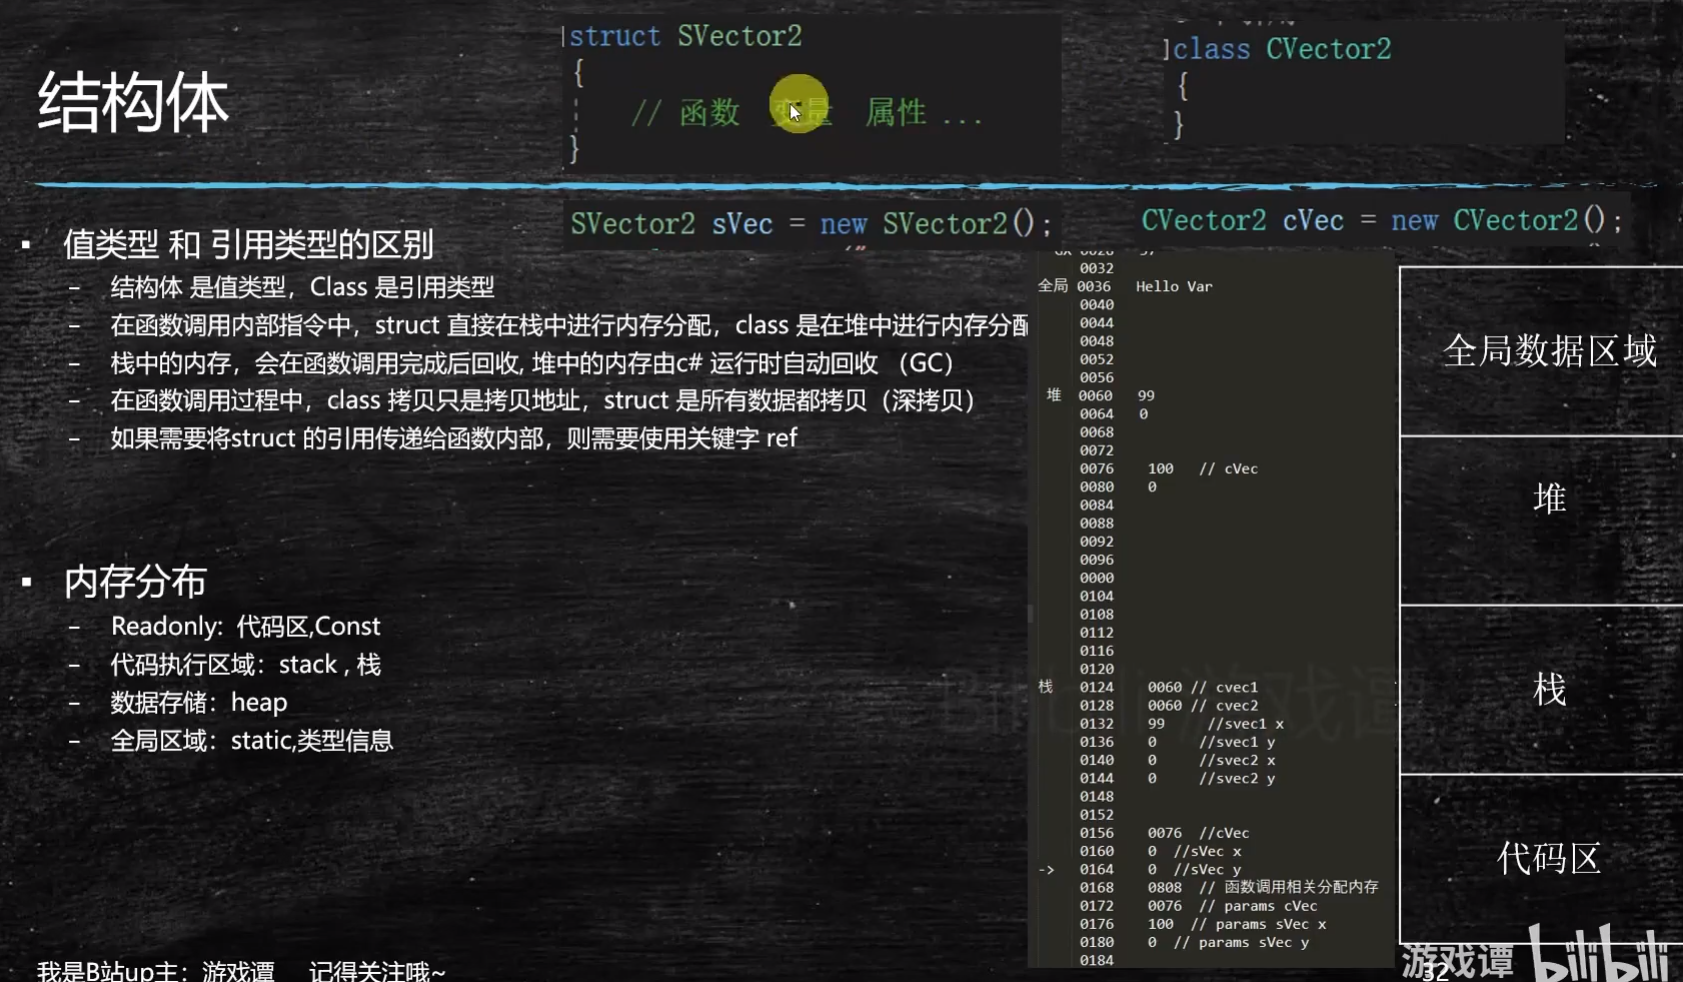 结构体
struct SVector2
{
// 函数 变量 属性 ...
}
class CVector2
{
}
SVector2 sVec = new SVector2();
CVector2 cVec = new CVector2();
▪ 值类型 和 引用类型的区别
– 结构体 是值类型，Class 是引用类型
– 在函数调用内部指令中，struct 直接在栈中进行内存分配，class 是在堆中进行内存分配
– 栈中的内存，会在函数调用完成后回收, 堆中的内存由c# 运行时自动回收 （GC）
– 在函数调用过程中，class 拷贝只是拷贝地址，struct 是所有数据都拷贝（深拷贝）
– 如果需要将struct 的引用传递给函数内部，则需要使用关键字 ref
▪ 内存分布
– Readonly: 代码区,Const
– 代码执行区域：stack , 栈
– 数据存储：heap
– 全局区域：static,类型信息
0032
全局 0036 Hello Var
0040
0044
0048
0052
0056
堆 0060 99
0064 0
0068
0072
0076 100 // cVec
0080 0
0084
0088
0092
0096
0000
0104
0108
0112
0116
0120
栈 0124 0060 // cvec1
0128 0060 // cvec2
0132 99 //svec1 x
0136 0 //svec1 y
0140 0 //svec2 x
0144 0 //svec2 y
0148
0152
0156 0076 //cVec
0160 0 //sVec x
-> 0164 0 //sVec y
0168 0808 // 函数调用相关分配内存
0172 0076 // params cVec
0176 100 // params sVec x
0180 0 // params sVec y
0184
全局数据区域
堆
栈
代码区
我是B站up主：游戏谭 记得关注哦~
32
游戏谭 bilibili